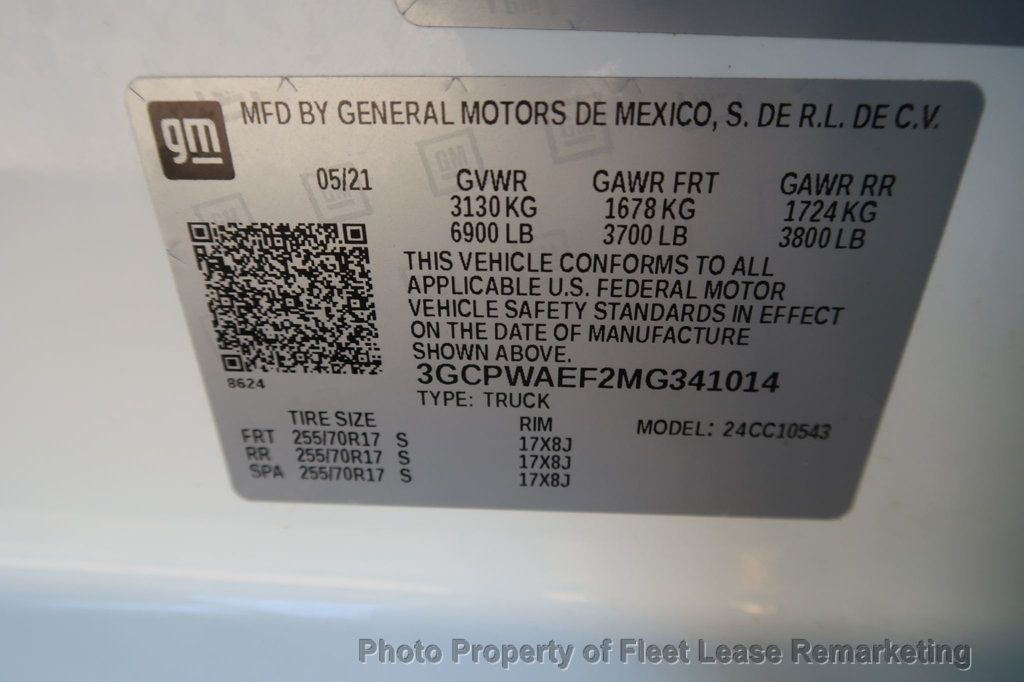 gm
MFD BY GENERAL MOTORS DE MEXICO, S. DE R.L. DE C.V.
05/21 GVWR GAWR FRT GAWR RR
3130 KG 1678 KG 1724 KG
6900 LB 3700 LB 3800 LB
THIS VEHICLE CONFORMS TO ALL
APPLICABLE U.S. FEDERAL MOTOR
VEHICLE SAFETY STANDARDS IN EFFECT
ON THE DATE OF MANUFACTURE
SHOWN ABOVE.
8624
3GCPWAEF2MG341014
TYPE: TRUCK
TIRE SIZE RIM MODEL: 24CC10543
FRT 255/70R17 S 17X8J
RR 255/70R17 S 17X8J
SPA 255/70R17 S 17X8J
Photo Property of Fleet Lease Remarketing